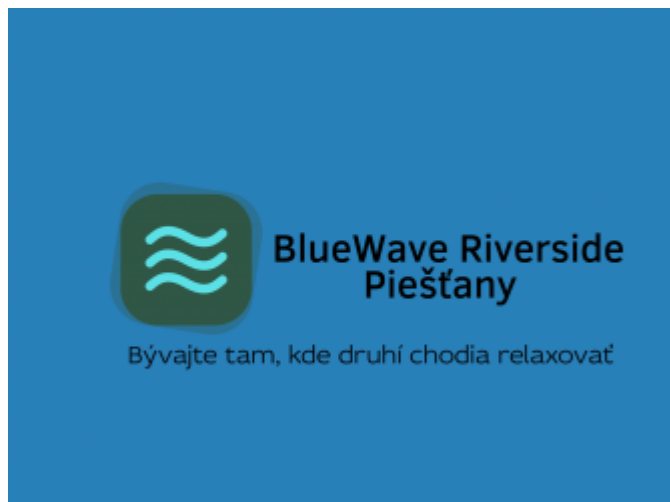 BlueWave Riverside
Piešťany
Bývajte tam, kde druhí chodia relaxovať